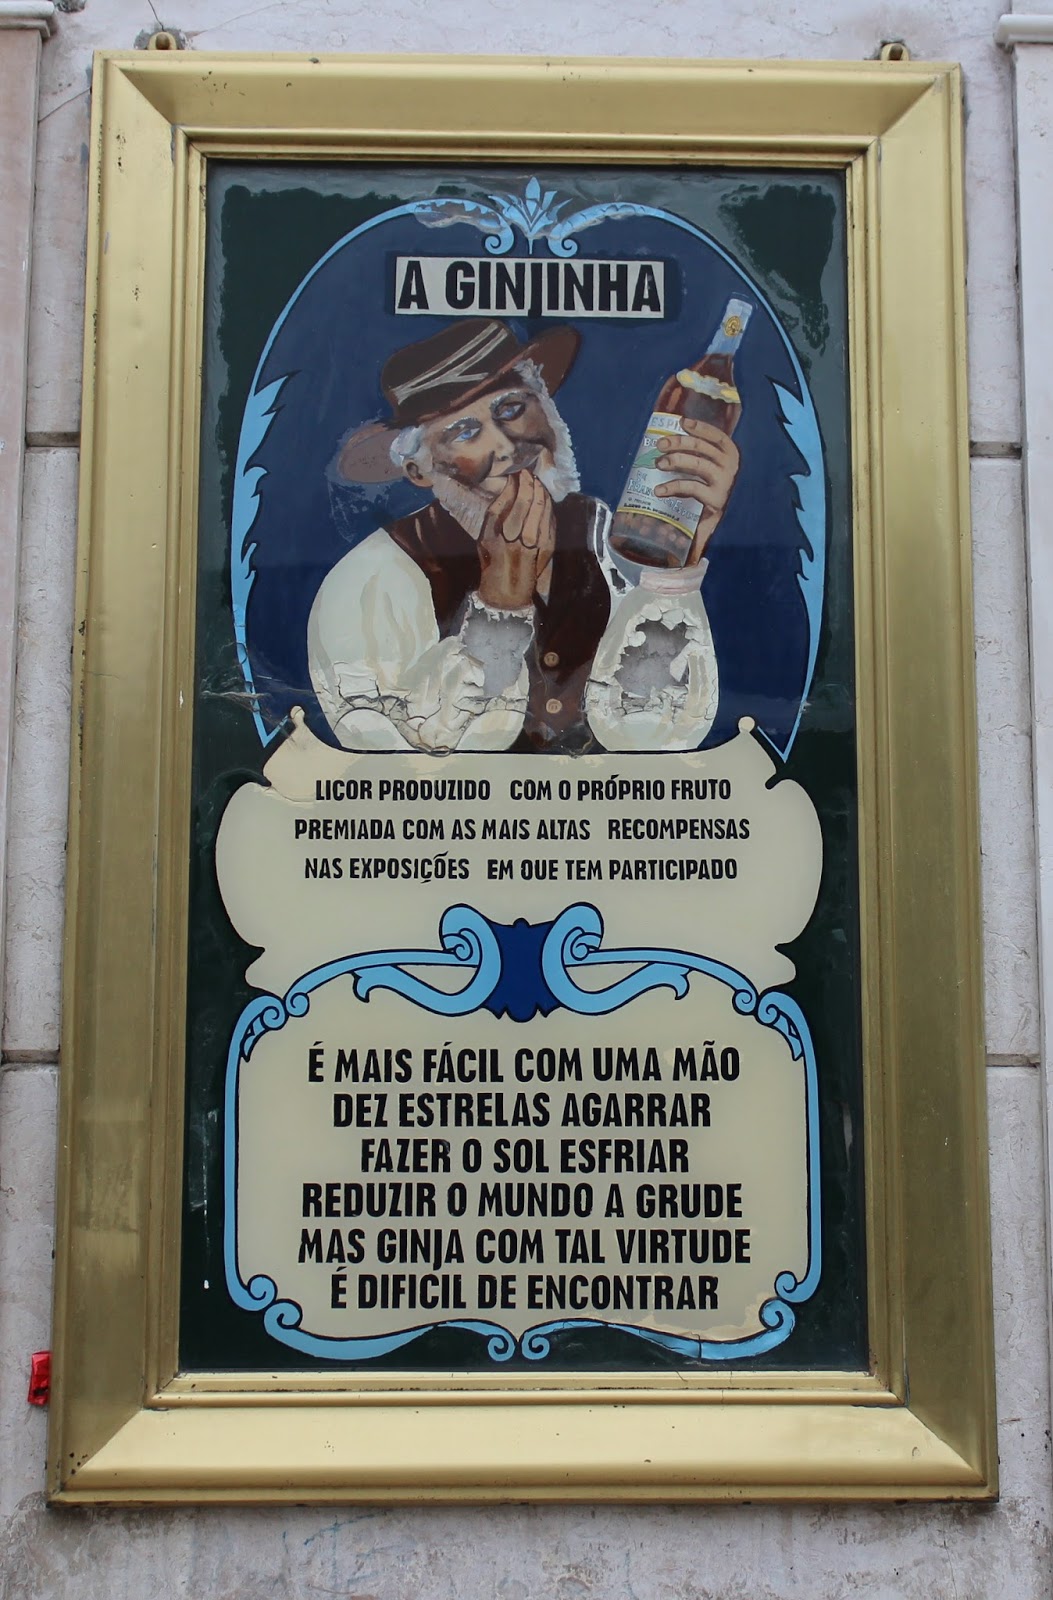 A GINJINHA
LICOR PRODUZIDO COM O PRÓPRIO FRUTO
PREMIADA COM AS MAIS ALTAS RECOMPENSAS
NAS EXPOSIÇÕES EM QUE TEM PARTICIPADO
É MAIS FÁCIL COM UMA MÃO
DEZ ESTRELAS AGARRAR
FAZER O SOL ESFRIAR
REDUZIR O MUNDO A GRUDE
MAS GINJA COM TAL VIRTUDE
É DIFICIL DE ENCONTRAR